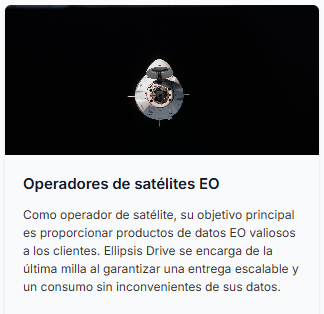 Operadores de satélites EO
Como operador de satélite, su objetivo principal
es proporcionar productos de datos EO valiosos
a los clientes. Ellipsis Drive se encarga de la
última milla al garantizar una entrega escalable y
un consumo sin inconvenientes de sus datos.